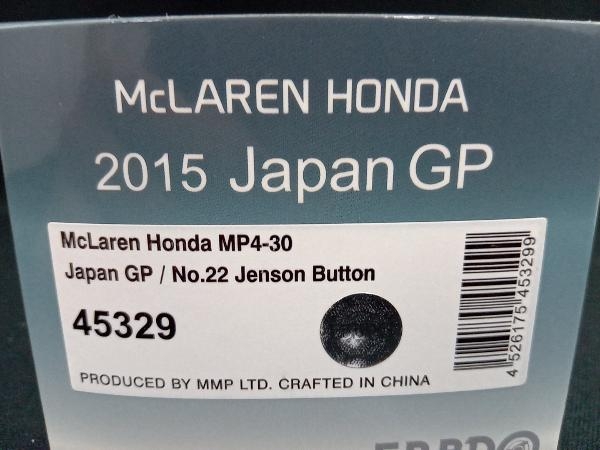 McLAREN HONDA
2015 Japan GP
McLaren Honda MP4-30
Japan GP / No.22 Jenson Button
45329
4 526175 453299
PRODUCED BY MMP LTD. CRAFTED IN CHINA